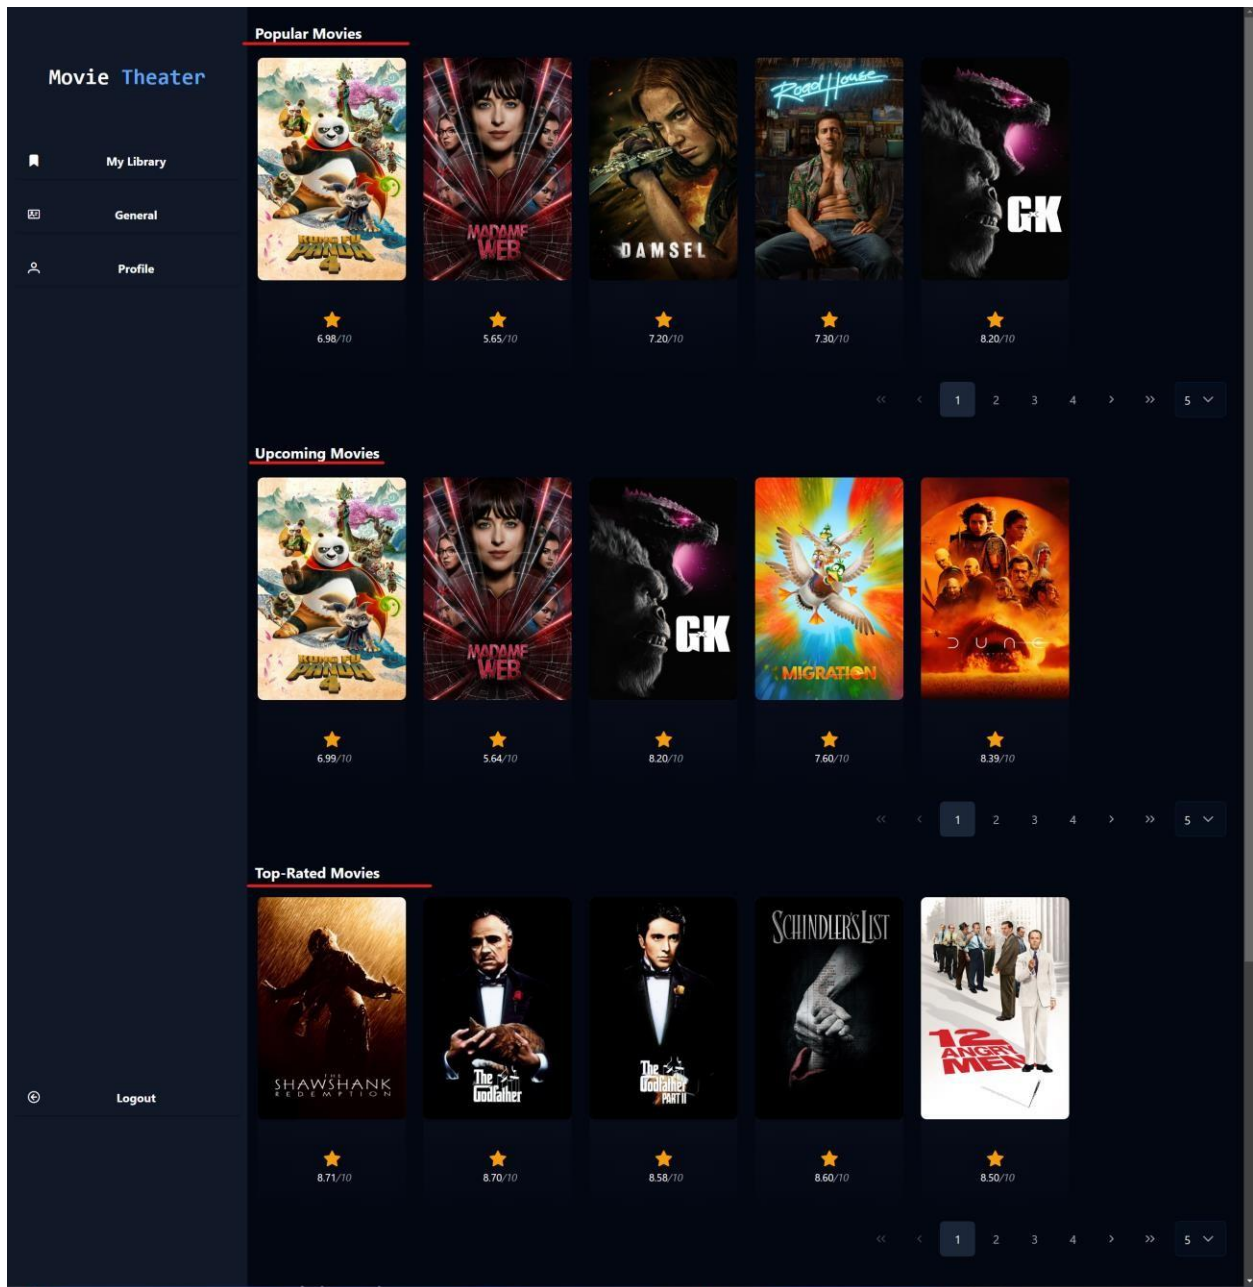 Movie Theater
My Library
General
Profile
Logout
Popular Movies
KUNG FU
PANDA
4
MADAME
WEB
DAMSEL
Road House
GK
6.98/10
5.65/10
7.20/10
7.30/10
8.20/10
1 2 3 4 5
Upcoming Movies
KUNG FU
PANDA
4
MADAME
WEB
GK
MIGRATION
DUNE
6.99/10
5.64/10
8.20/10
7.60/10
8.39/10
1 2 3 4 5
Top-Rated Movies
THE
SHAWSHANK
REDEMPTION
The
Godfather
The
Godfather
PART II
SCHINDLER'S LIST
12
ANGRY
MEN
8.71/10
8.70/10
8.58/10
8.60/10
8.50/10
1 2 3 4 5